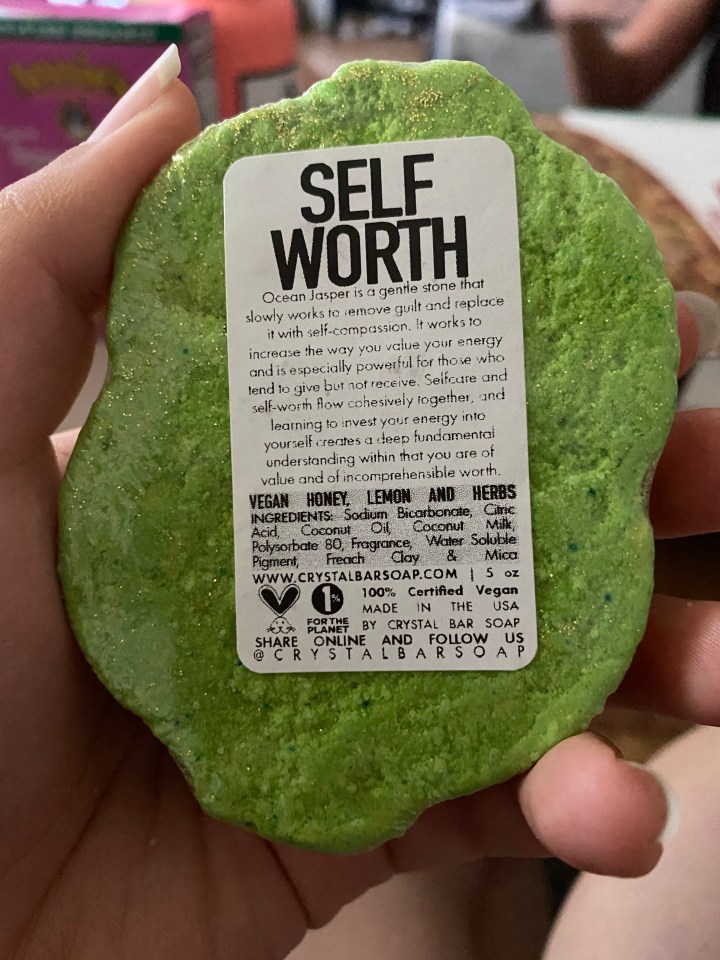 SELF
WORTH
Ocean Jasper is a gentle stone that
slowly works to remove guilt and replace
it with self-compassion. It works to
increase the way you value your energy
and is especially powerful for those who
tend to give but not receive. Selfcare and
self-worth flow cohesively together, and
learning to invest your energy into
yourself creates a deep fundamental
understanding within that you are of
value and of incomprehensible worth.
VEGAN HONEY, LEMON AND HERBS
INGREDIENTS: Sodium Bicarbonate, Citric
Acid, Coconut Oil, Coconut Milk,
Polysorbate 80, Fragrance, Water Soluble
Pigment, Freach Clay & Mica
WWW.CRYSTALBARSOAP.COM | 5 oz
1% 100% Certified Vegan
MADE IN THE USA
FOR THE
PLANET BY CRYSTAL BAR SOAP
SHARE ONLINE AND FOLLOW US
@CRYSTALBARSOAP